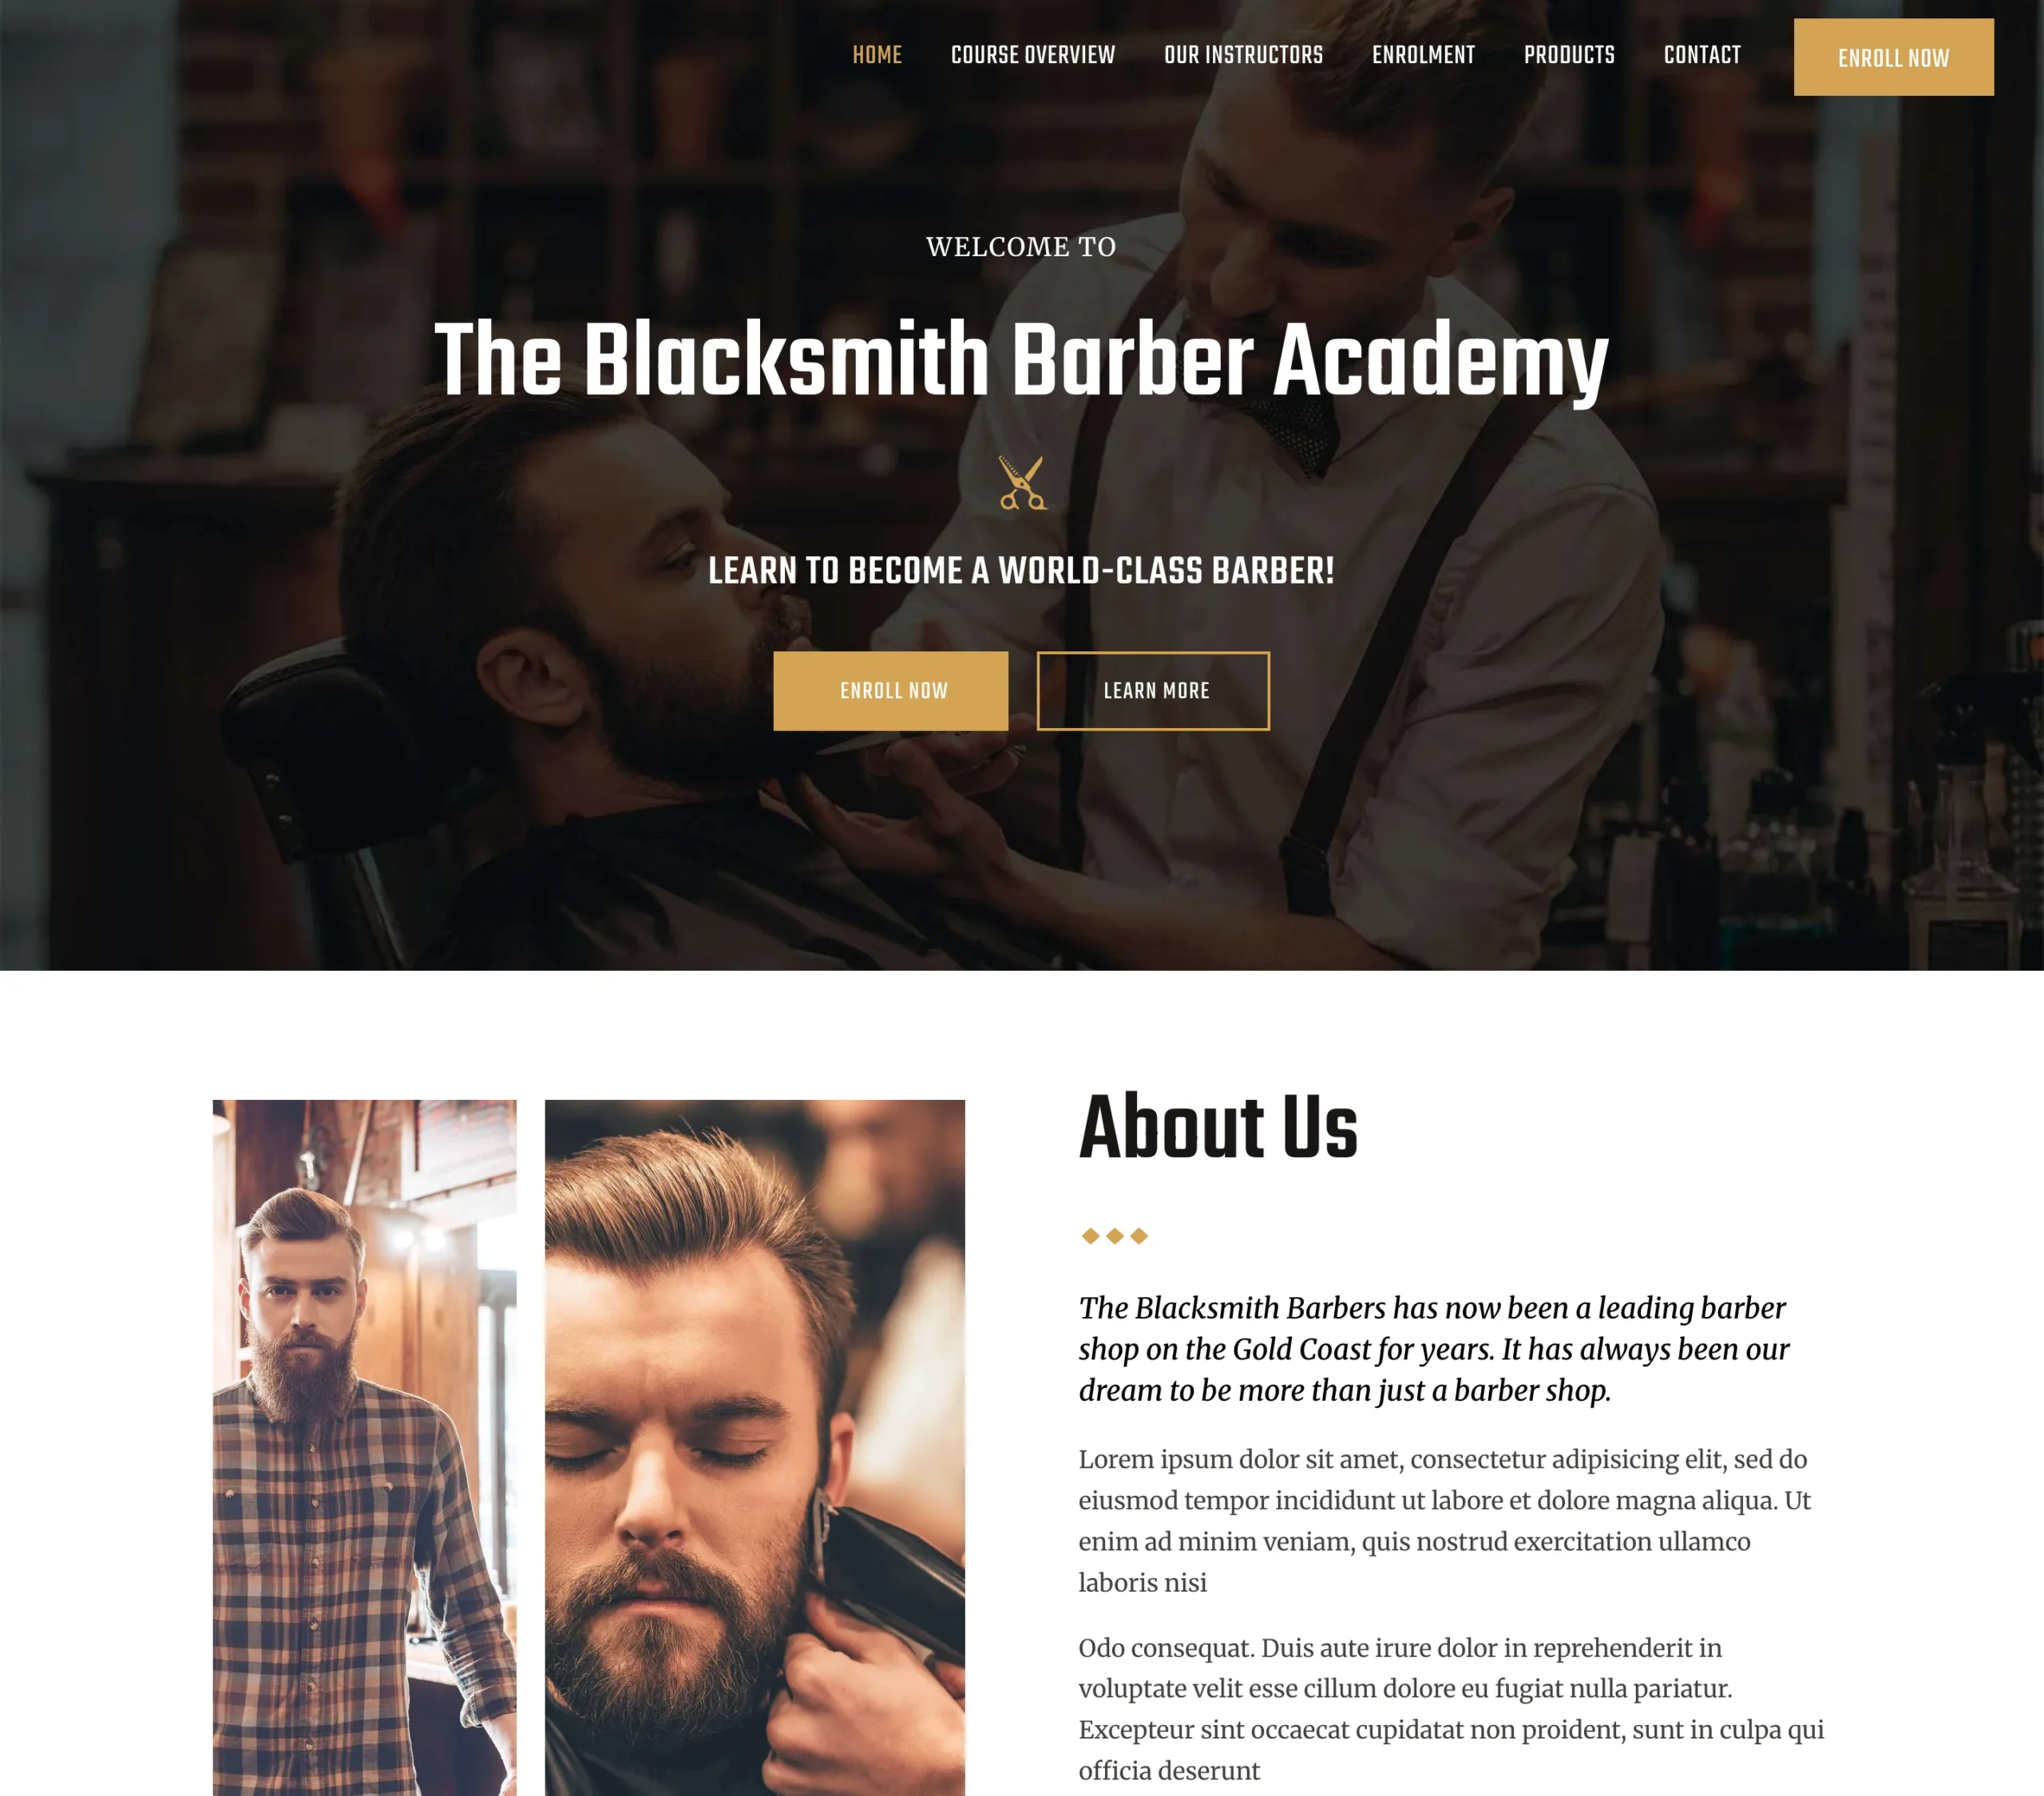 HOME COURSE OVERVIEW OUR INSTRUCTORS ENROLMENT PRODUCTS CONTACT ENROLL NOW
WELCOME TO
The Blacksmith Barber Academy
LEARN TO BECOME A WORLD-CLASS BARBER!
ENROLL NOW LEARN MORE
About Us
The Blacksmith Barbers has now been a leading barber
shop on the Gold Coast for years. It has always been our
dream to be more than just a barber shop.
Lorem ipsum dolor sit amet, consectetur adipisicing elit, sed do
eiusmod tempor incididunt ut labore et dolore magna aliqua. Ut
enim ad minim veniam, quis nostrud exercitation ullamco
laboris nisi
Odo consequat. Duis aute irure dolor in reprehenderit in
voluptate velit esse cillum dolore eu fugiat nulla pariatur.
Excepteur sint occaecat cupidatat non proident, sunt in culpa qui
officia deserunt